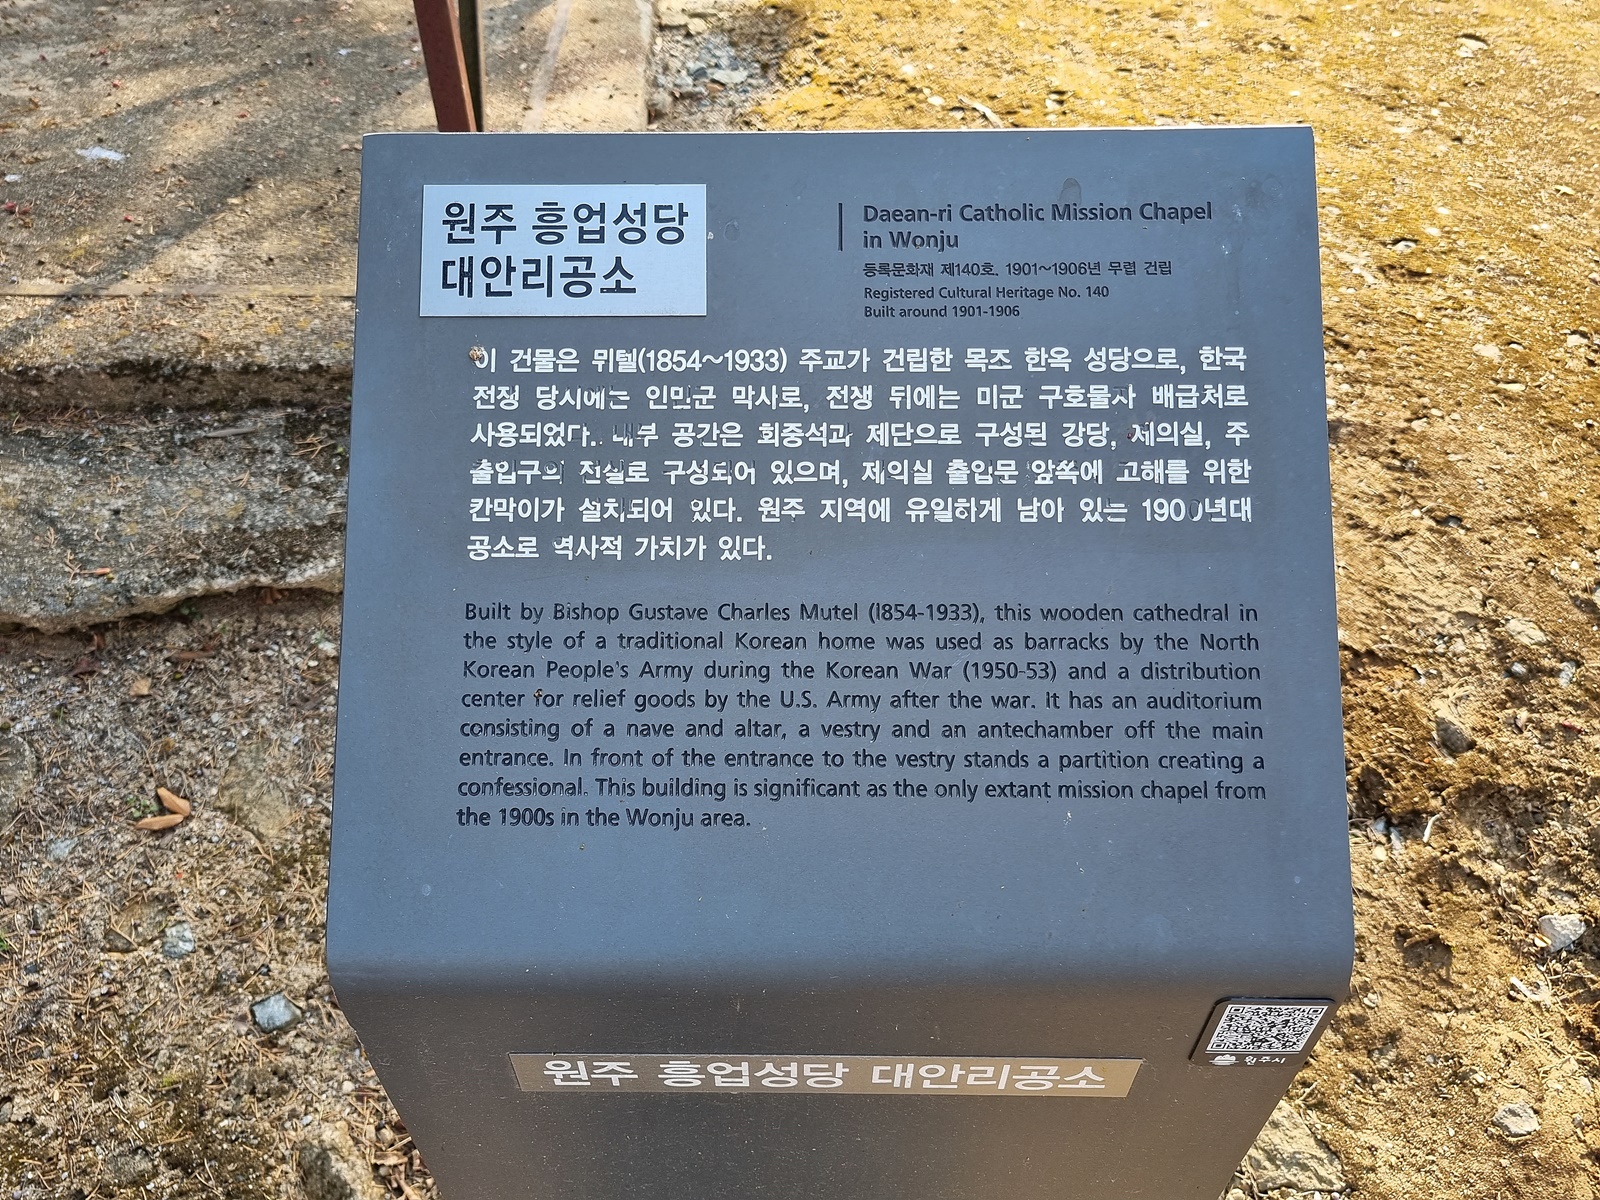 원주 흥업성당
대안리공소
Daean-ri Catholic Mission Chapel
in Wonju
등록문화재 제140호, 1901~1906년 무렵 건립
Registered Cultural Heritage No. 140
Built around 1901-1906
이 건물은 뮈텔(1854~1933) 주교가 건립한 목조 한옥 성당으로, 한국
전쟁 당시에는 인민군 막사로, 전쟁 뒤에는 미군 구호물자 배급처로
사용되었다. 내부 공간은 회중석과 제단으로 구성된 강당, 제의실, 주
출입구의 전실로 구성되어 있으며, 제의실 출입문 앞쪽에 고해를 위한
칸막이가 설치되어 있다. 원주 지역에 유일하게 남아 있는 1900년대
공소로 역사적 가치가 있다.
Built by Bishop Gustave Charles Mutel (l854-1933), this wooden cathedral in
the style of a traditional Korean home was used as barracks by the North
Korean People's Army during the Korean War (1950-53) and a distribution
center for relief goods by the U.S. Army after the war. It has an auditorium
consisting of a nave and altar, a vestry and an antechamber off the main
entrance. In front of the entrance to the vestry stands a partition creating a
confessional. This building is significant as the only extant mission chapel from
the 1900s in the Wonju area.
원주 흥업성당 대안리공소
원주시